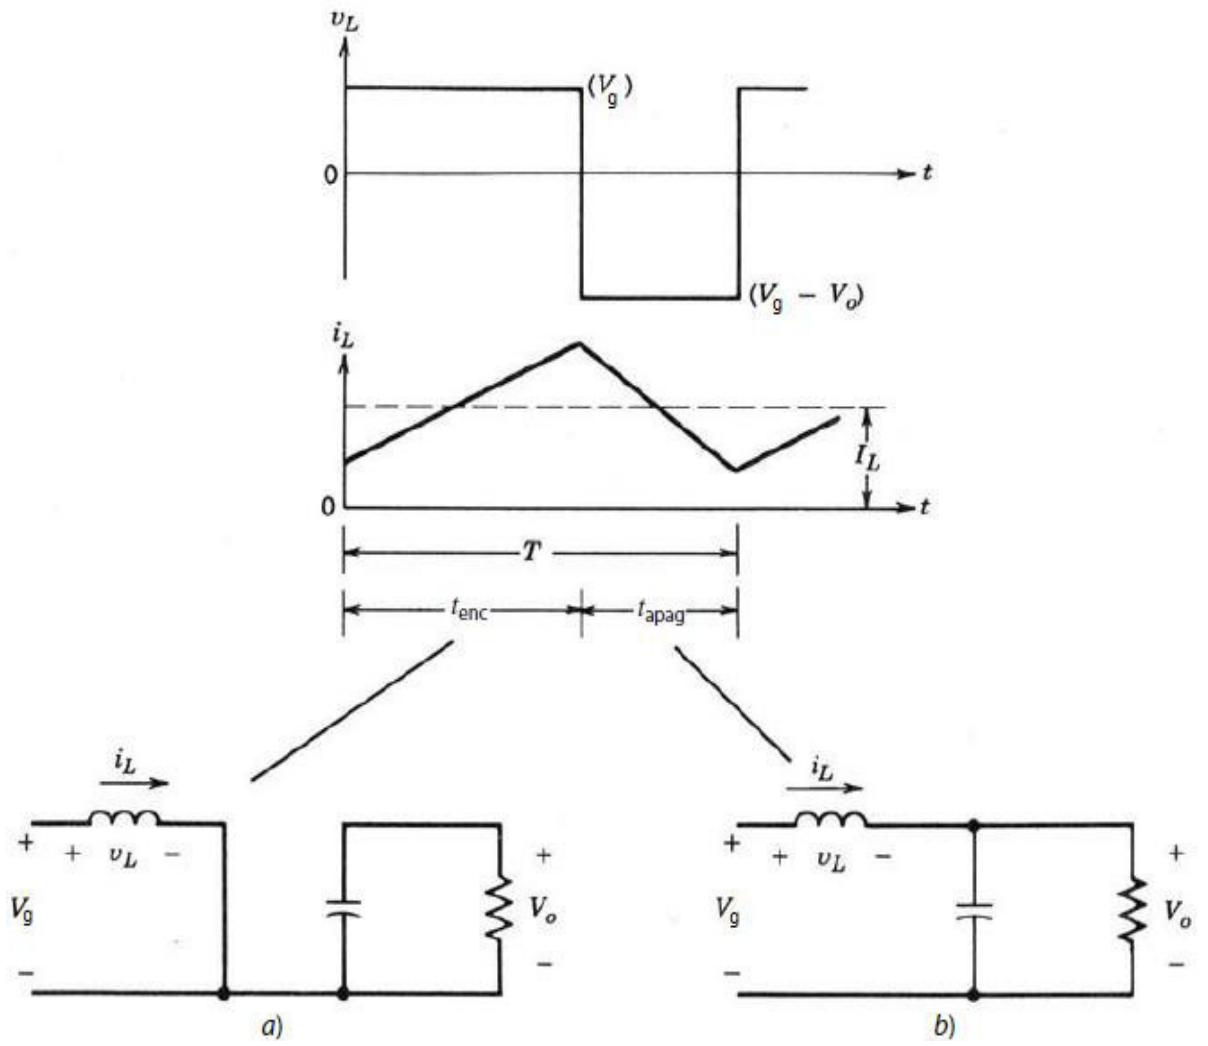 v_L
(V_g)
0
t
(V_g − V_o)
i_L
I_L
0
t
T
t_enc
t_apag
i_L
+ v_L −
+
V_g
−
+
V_o
−
a)
i_L
+ v_L −
+
V_g
−
+
V_o
−
b)